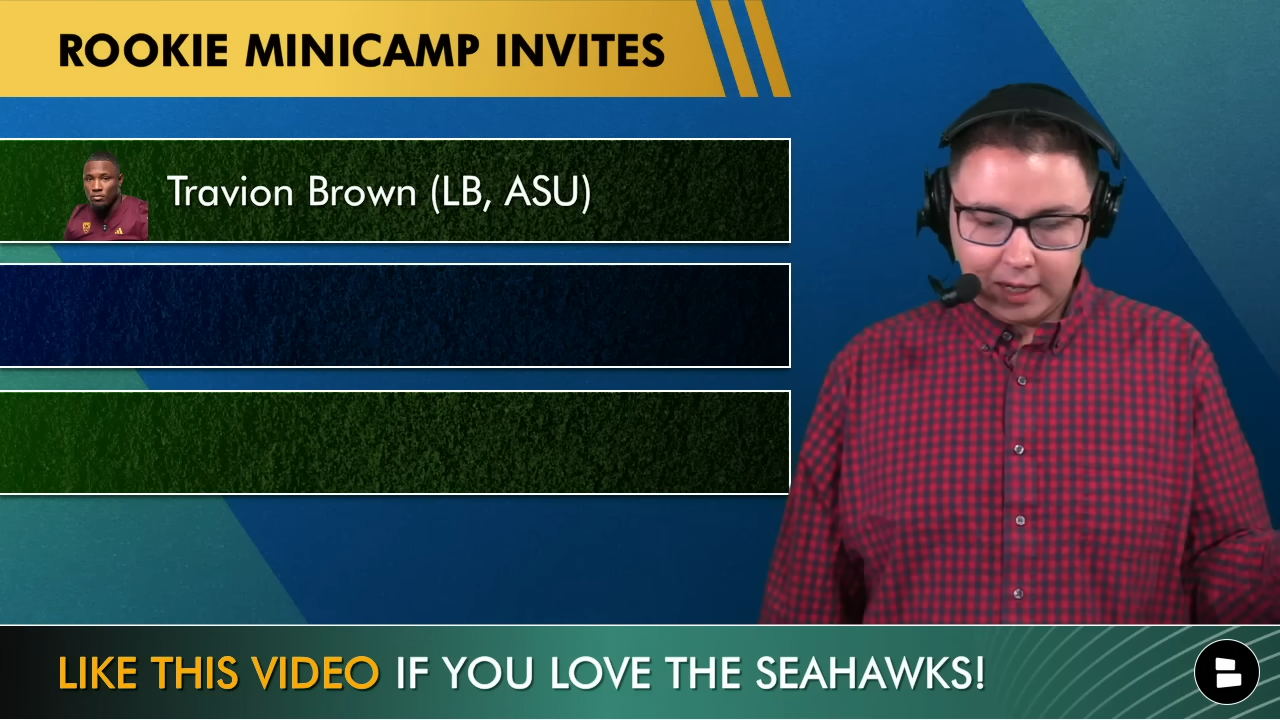 ROOKIE MINICAMP INVITES
Travion Brown (LB, ASU)
LIKE THIS VIDEO IF YOU LOVE THE SEAHAWKS!